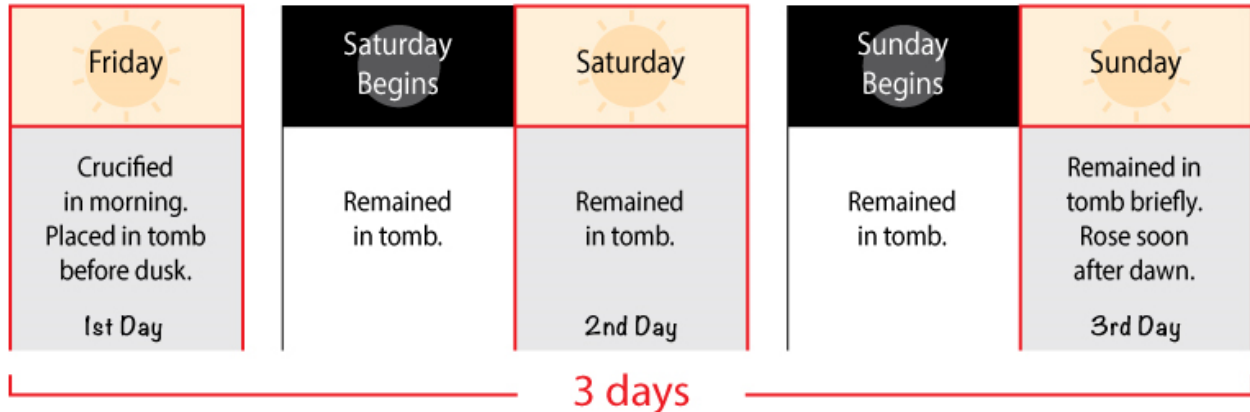 Friday
Saturday
Begins
Saturday
Sunday
Begins
Sunday
Crucified
in morning.
Placed in tomb
before dusk.
1st Day
Remained
in tomb.
Remained
in tomb.
2nd Day
Remained
in tomb.
Remained in
tomb briefly.
Rose soon
after dawn.
3rd Day
3 days